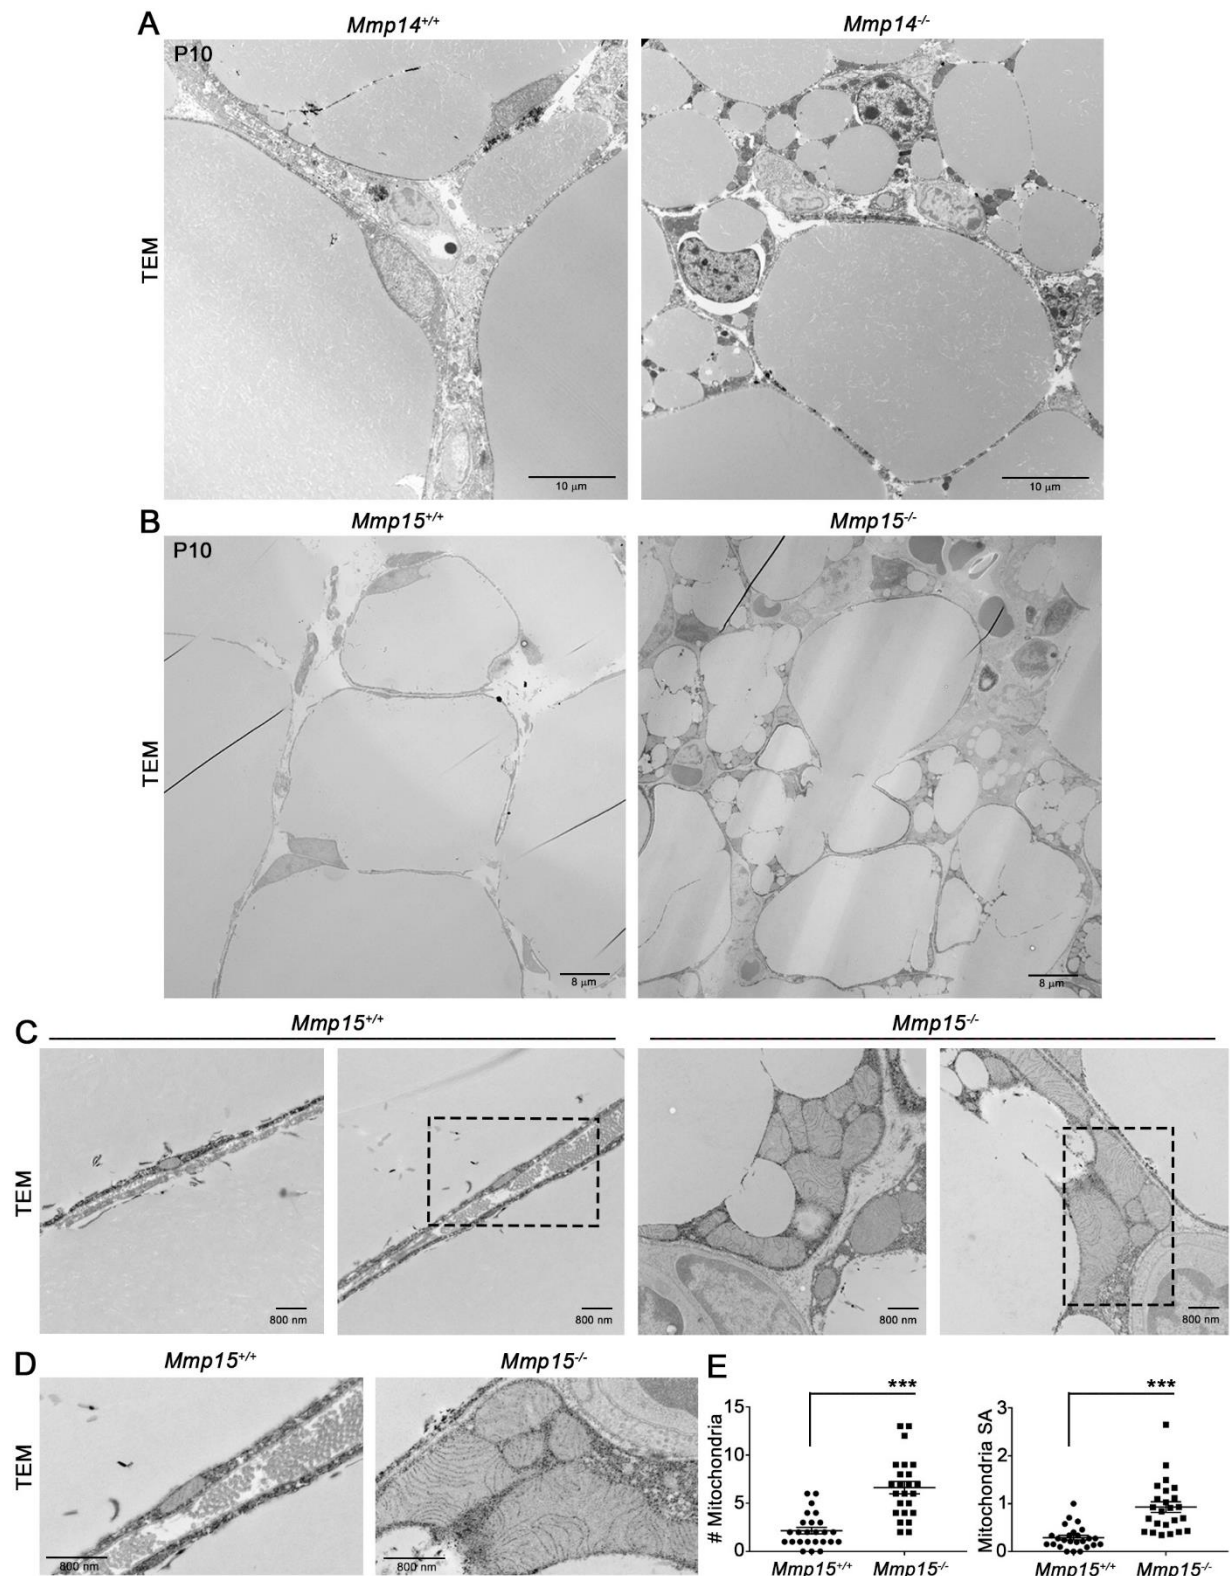 A
Mmp14+/+
Mmp14-/-
P10
TEM
10 µm
10 µm
B
Mmp15+/+
Mmp15-/-
P10
TEM
8 µm
8 µm
C
Mmp15+/+
Mmp15-/-
TEM
800 nm
800 nm
800 nm
800 nm
D
Mmp15+/+
Mmp15-/-
TEM
800 nm
800 nm
E
***
# Mitochondria
15
10
5
0
Mmp15+/+
Mmp15-/-
***
Mitochondria SA
3
2
1
0
Mmp15+/+
Mmp15-/-